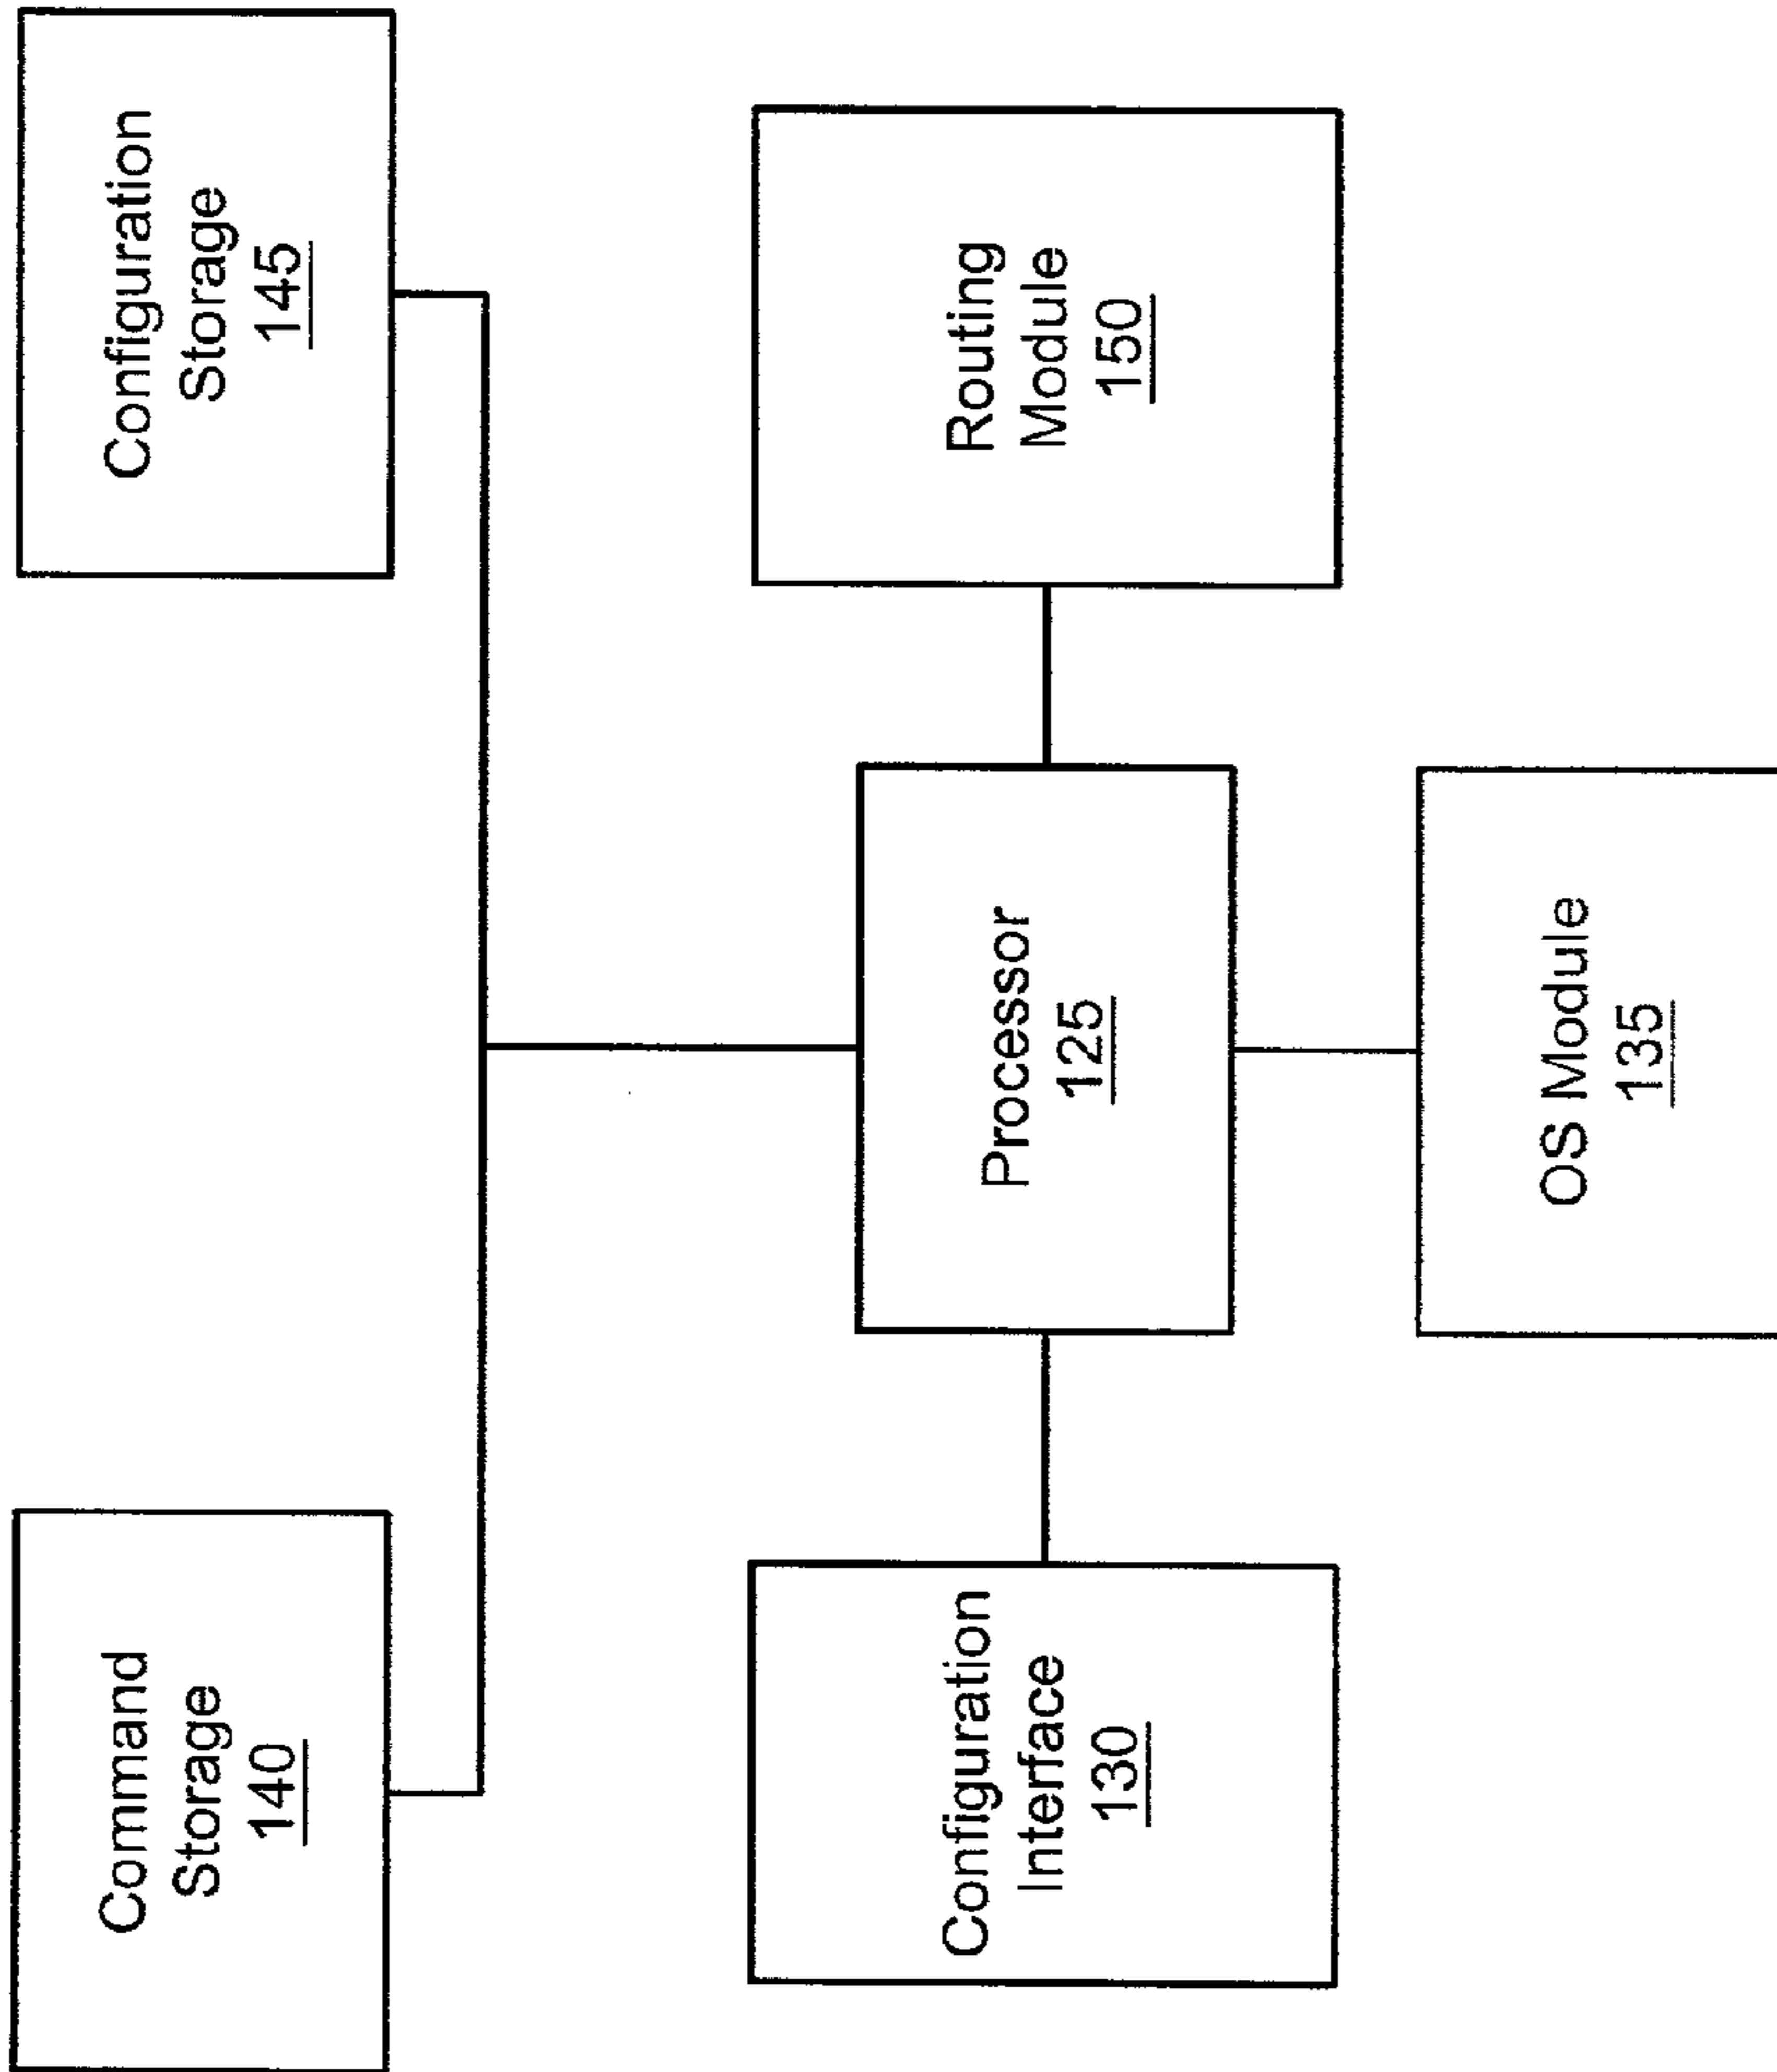 Command
Storage
140
Configuration
Storage
145
Configuration
Interface
130
Processor
125
Routing
Module
150
OS Module
135